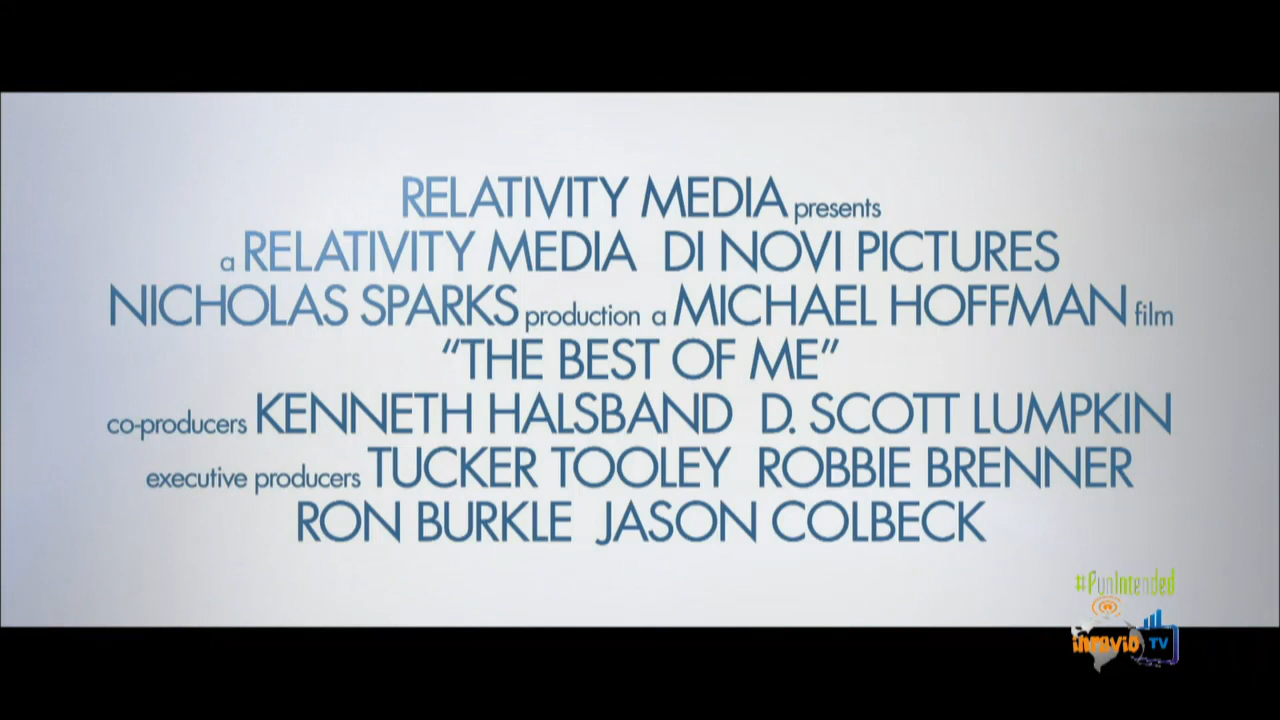 RELATIVITY MEDIA presents
a RELATIVITY MEDIA DI NOVI PICTURES
NICHOLAS SPARKS production a MICHAEL HOFFMAN film
“THE BEST OF ME”
co-producers KENNETH HALSBAND D. SCOTT LUMPKIN
executive producers TUCKER TOOLEY ROBBIE BRENNER
RON BURKLE JASON COLBECK
#PunIntended
TV